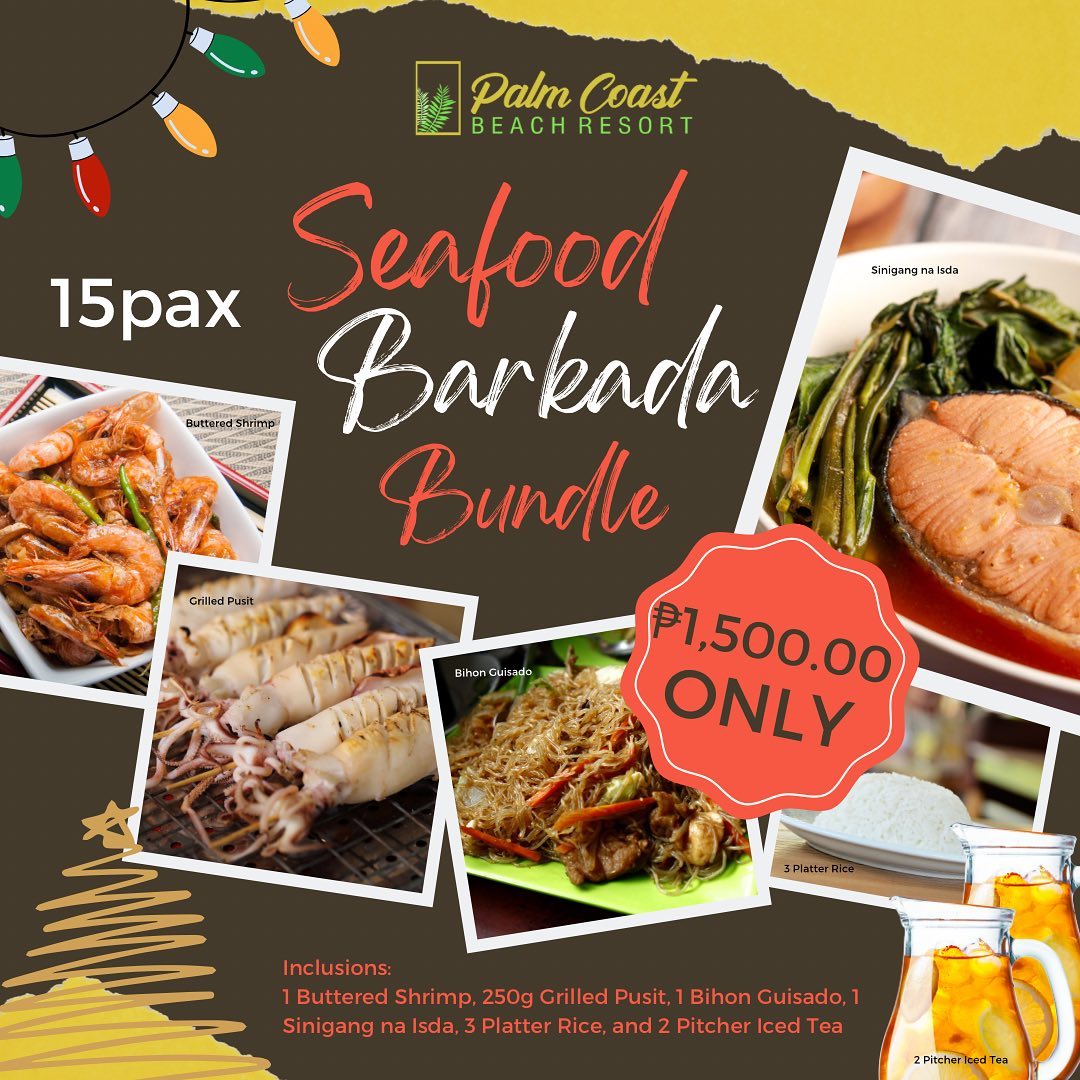 Palm Coast
BEACH RESORT
Seafood
Barkada
Bundle
15pax
Sinigang na Isda
Buttered Shrimp
Grilled Pusit
Bihon Guisado
₱1,500.00
ONLY
3 Platter Rice
Inclusions:
1 Buttered Shrimp, 250g Grilled Pusit, 1 Bihon Guisado, 1
Sinigang na Isda, 3 Platter Rice, and 2 Pitcher Iced Tea
2 Pitcher Iced Tea